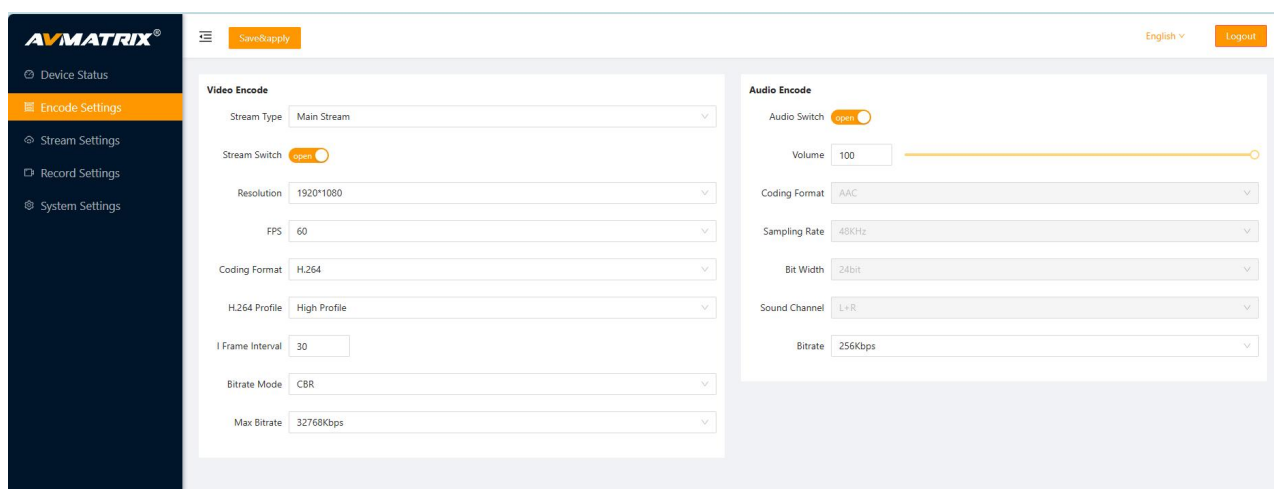 AVMATRIX®
Save&apply
English
Logout
Device Status
Encode Settings
Stream Settings
Record Settings
System Settings
Video Encode
Stream Type Main Stream
Stream Switch open
Resolution 1920*1080
FPS 60
Coding Format H.264
H.264 Profile High Profile
I Frame Interval 30
Bitrate Mode CBR
Max Bitrate 32768Kbps
Audio Encode
Audio Switch open
Volume 100
Coding Format AAC
Sampling Rate 48KHz
Bit Width 24bit
Sound Channel L+R
Bitrate 256Kbps